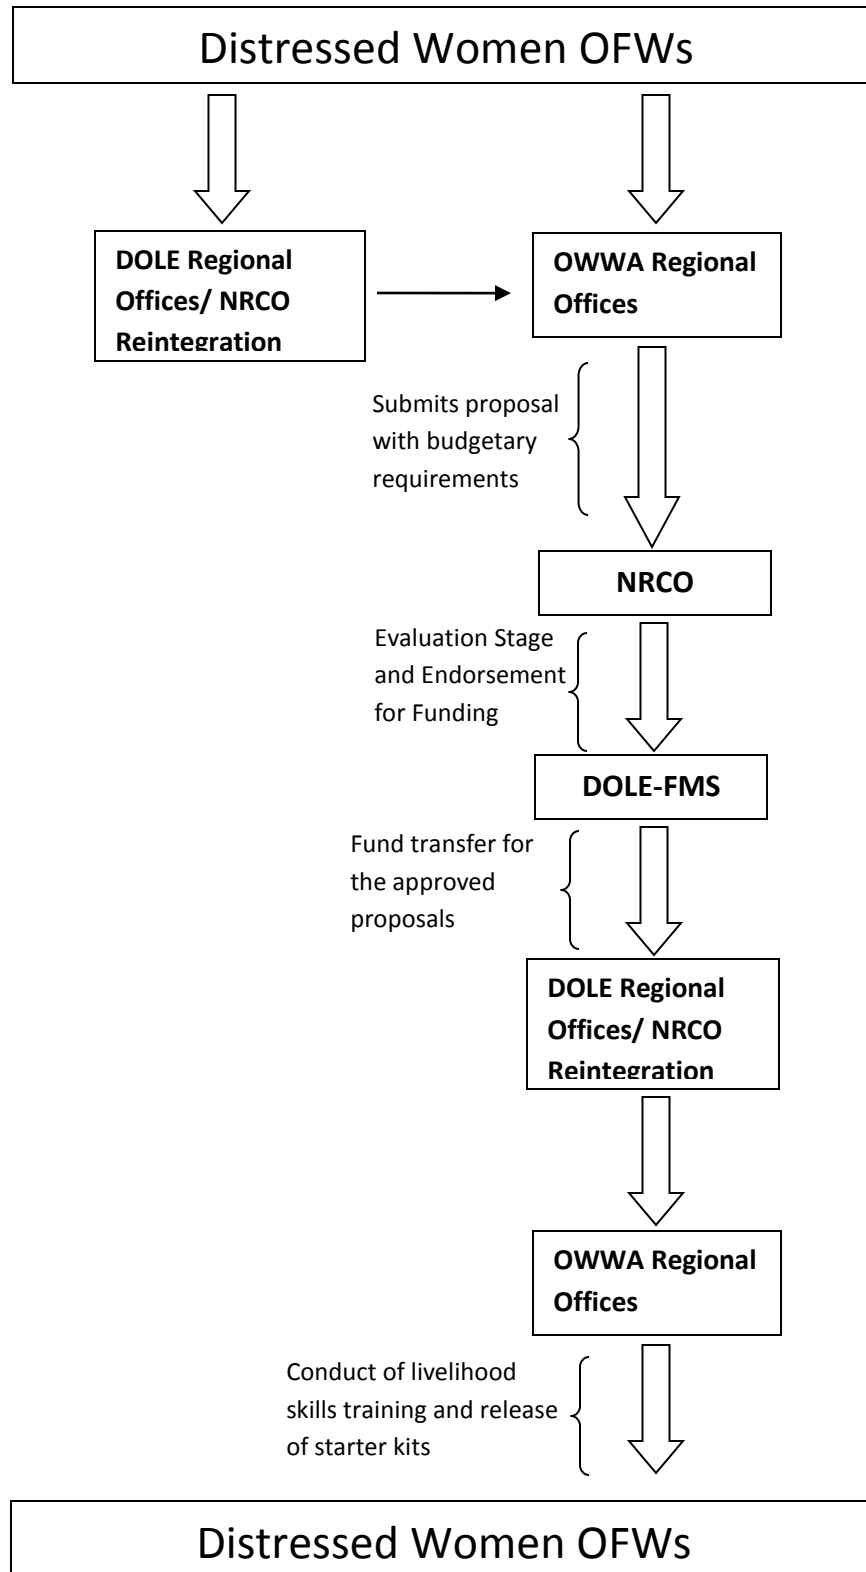 Distressed Women OFWs
DOLE Regional
Offices/ NRCO
Reintegration
OWWA Regional
Offices
Submits proposal
with budgetary
requirements
NRCO
Evaluation Stage
and Endorsement
for Funding
DOLE-FMS
Fund transfer for
the approved
proposals
DOLE Regional
Offices/ NRCO
Reintegration
OWWA Regional
Offices
Conduct of livelihood
skills training and release
of starter kits
Distressed Women OFWs